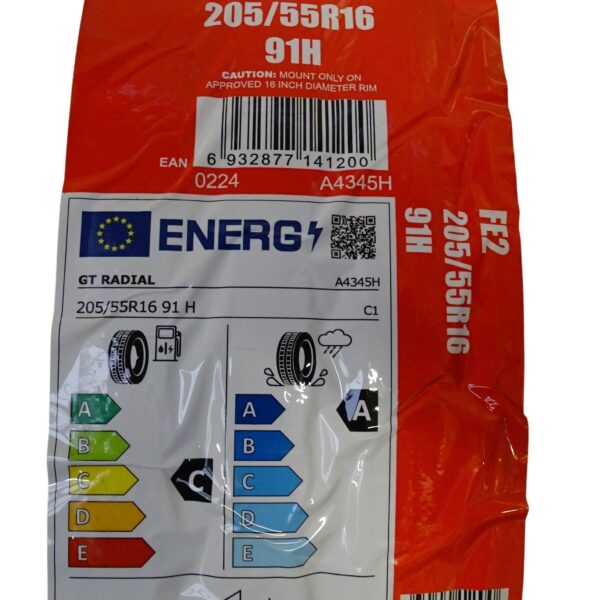 205/55R16
91H
CAUTION: MOUNT ONLY ON
APPROVED 16 INCH DIAMETER RIM
EAN
6 932877 141200
0224 A4345H
FE2
205/55R16
91H
ENERG
GT RADIAL A4345H
205/55R16 91 H C1
A
B
C
D
E
C
A
B
C
D
E
A